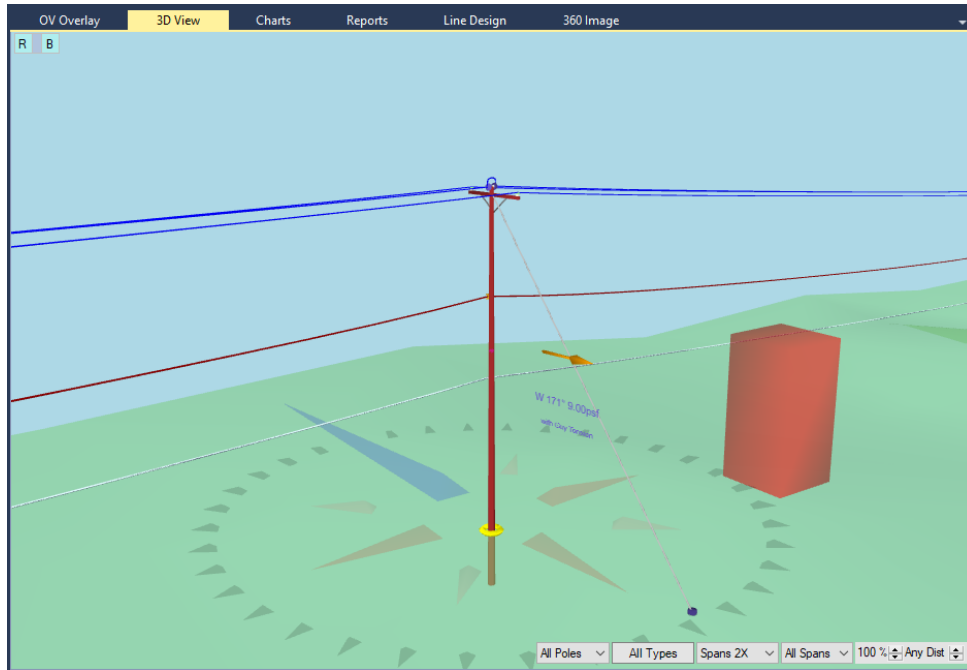 OV Overlay 3D View Charts Reports Line Design 360 Image
R B
W 171° 9.00psf
with Guy Tension
All Poles All Types Spans 2X All Spans 100 % Any Dist